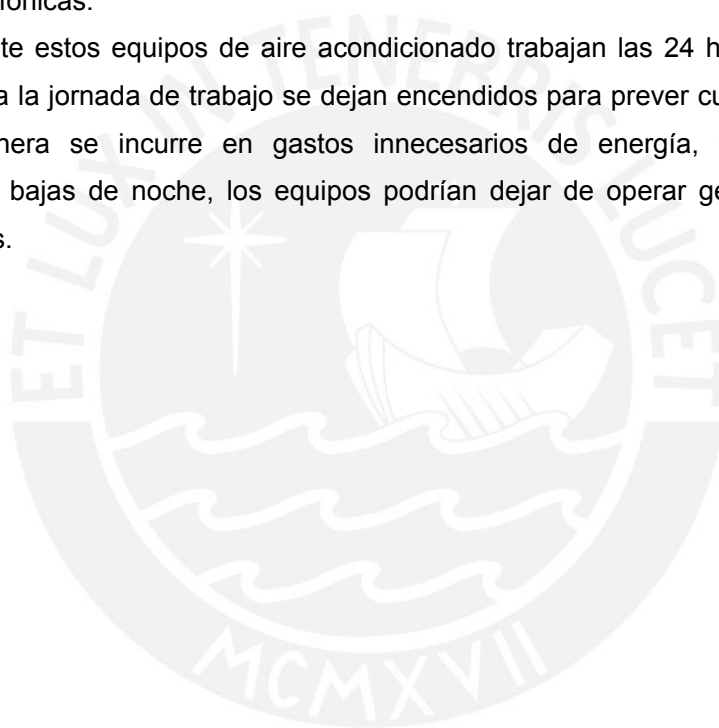 te estos equipos de aire acondicionado trabajan las 24 h
a la jornada de trabajo se dejan encendidos para prever cu
nera se incurre en gastos innecesarios de energía,
bajas de noche, los equipos podrían dejar de operar ge
s.
ET LUX IN TENEBRIS LUCET
MCMXVII